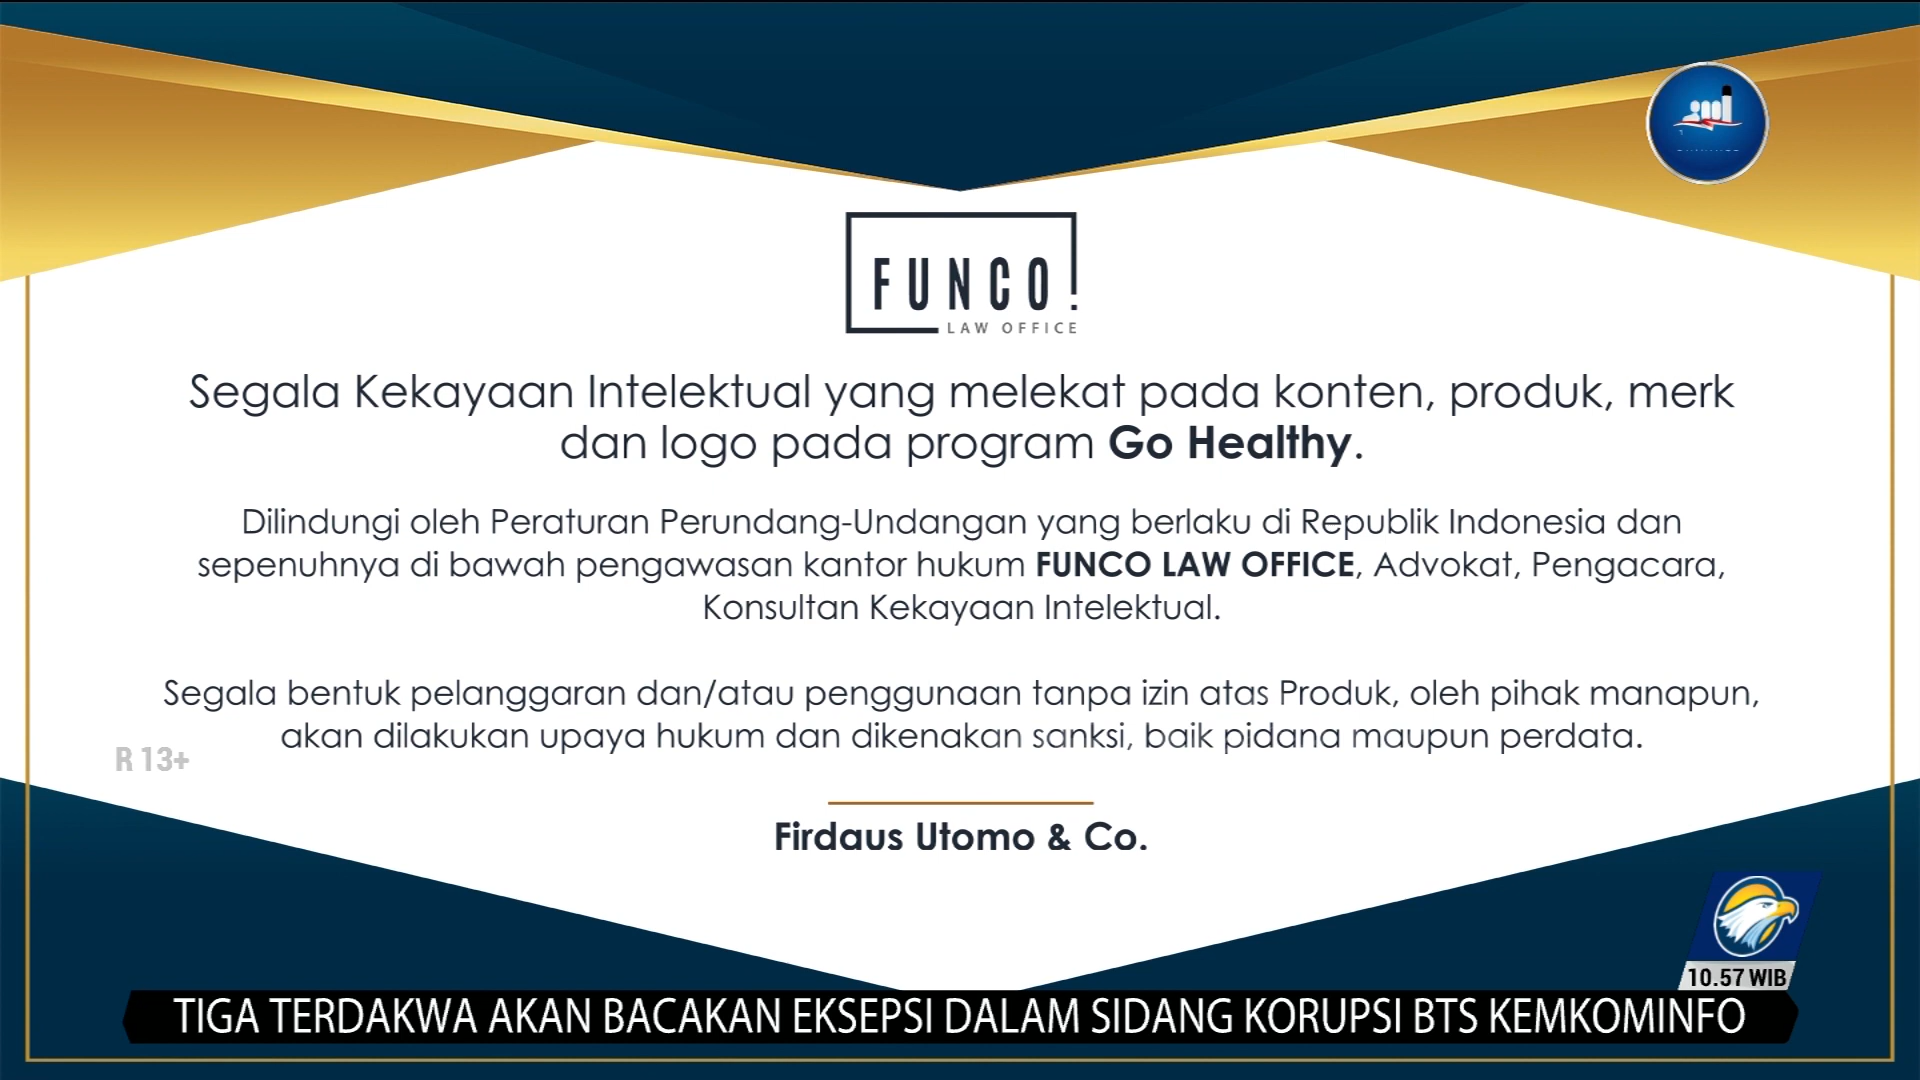 FUNCO!
LAW OFFICE
Segala Kekayaan Intelektual yang melekat pada konten, produk, merk
dan logo pada program Go Healthy.
Dilindungi oleh Peraturan Perundang-Undangan yang berlaku di Republik Indonesia dan
sepenuhnya di bawah pengawasan kantor hukum FUNCO LAW OFFICE, Advokat, Pengacara,
Konsultan Kekayaan Intelektual.
Segala bentuk pelanggaran dan/atau penggunaan tanpa izin atas Produk, oleh pihak manapun,
akan dilakukan upaya hukum dan dikenakan sanksi, baik pidana maupun perdata.
R 13+
Firdaus Utomo & Co.
10.57 WIB
TIGA TERDAKWA AKAN BACAKAN EKSEPSI DALAM SIDANG KORUPSI BTS KEMKOMINFO